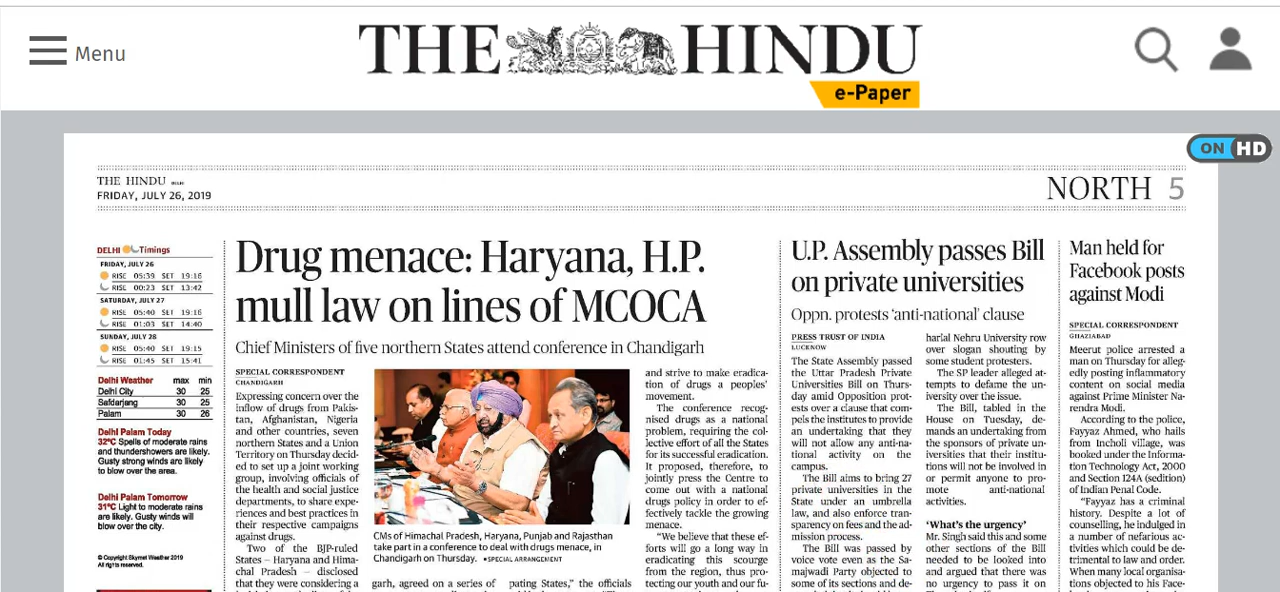 Menu
THE HINDU
e-Paper
ON HD
THE HINDU
FRIDAY, JULY 26, 2019
NORTH 5
DELHI Timings
FRIDAY, JULY 26
RISE 05:39 SET 19:16
RISE 00:23 SET 13:42
SATURDAY, JULY 27
RISE 05:40 SET 19:16
RISE 01:03 SET 14:40
SUNDAY, JULY 28
RISE 05:40 SET 19:15
RISE 01:45 SET 15:41
Delhi Weather max min
Delhi City 30 25
Safdarjang 30 25
Palam 30 26
Delhi Palam Today
32°C Spells of moderate rains
and thundershowers are likely.
Gusty strong winds are likely
to blow over the area.
Delhi Palam Tomorrow
31°C Light to moderate rains
are likely. Gusty winds will
blow over the city.
© Copyright Skymet Weather 2019
All rights reserved.
Drug menace: Haryana, H.P.
mull law on lines of MCOCA
Chief Ministers of five northern States attend conference in Chandigarh
SPECIAL CORRESPONDENT
CHANDIGARH
Expressing concern over the
inflow of drugs from Pakis-
tan, Afghanistan, Nigeria
and other countries, seven
northern States and a Union
Territory on Thursday decid-
ed to set up a joint working
group, involving officials of
the health and social justice
departments, to share expe-
riences and best practices in
their respective campaigns
against drugs.
Two of the BJP-ruled
States – Haryana and Hima-
chal Pradesh – disclosed
that they were considering a
CMs of Himachal Pradesh, Haryana, Punjab and Rajasthan
take part in a conference to deal with drugs menace, in
Chandigarh on Thursday. •SPECIAL ARRANGEMENT
garh, agreed on a series of
pating States,” the officials
and strive to make eradica-
tion of drugs a peoples’
movement.
The conference recog-
nised drugs as a national
problem, requiring the col-
lective effort of all the States
for its successful eradication.
It proposed, therefore, to
jointly press the Centre to
come out with a national
drugs policy in order to ef-
fectively tackle the growing
menace.
“We believe that these ef-
forts will go a long way in
eradicating this scourge
from the region, thus pro-
tecting our youth and our fu-
U.P. Assembly passes Bill
on private universities
Oppn. protests ‘anti-national’ clause
PRESS TRUST OF INDIA
LUCKNOW
The State Assembly passed
the Uttar Pradesh Private
Universities Bill on Thurs-
day amid Opposition prot-
ests over a clause that com-
pels the institutes to provide
an undertaking that they
will not allow any anti-na-
tional activity on the
campus.
The Bill aims to bring 27
private universities in the
State under an umbrella
law, and also enforce tran-
sparency on fees and the ad-
mission process.
The Bill was passed by
voice vote even as the Sa-
majwadi Party objected to
some of its sections and de-
harlal Nehru University row
over slogan shouting by
some student protesters.
The SP leader alleged at-
tempts to defame the un-
iversity over the issue.
The Bill, tabled in the
House on Tuesday, de-
mands an undertaking from
the sponsors of private un-
iversities that their institu-
tions will not be involved in
or permit anyone to pro-
mote anti-national
activities.
‘What’s the urgency’
Mr. Singh said this and some
other sections of the Bill
needed to be looked into
and argued that there was
no urgency to pass it on
Man held for
Facebook posts
against Modi
SPECIAL CORRESPONDENT
GHAZIABAD
Meerut police arrested a
man on Thursday for alleg-
edly posting inflammatory
content on social media
against Prime Minister Na-
rendra Modi.
According to the police,
Fayyaz Ahmed, who hails
from Incholi village, was
booked under the Informa-
tion Technology Act, 2000
and Section 124A (sedition)
of Indian Penal Code.
“Fayyaz has a criminal
history. Despite a lot of
counselling, he indulged in
a number of nefarious ac-
tivities which could be de-
trimental to law and order.
When many local organisa-
tions objected to his Face-